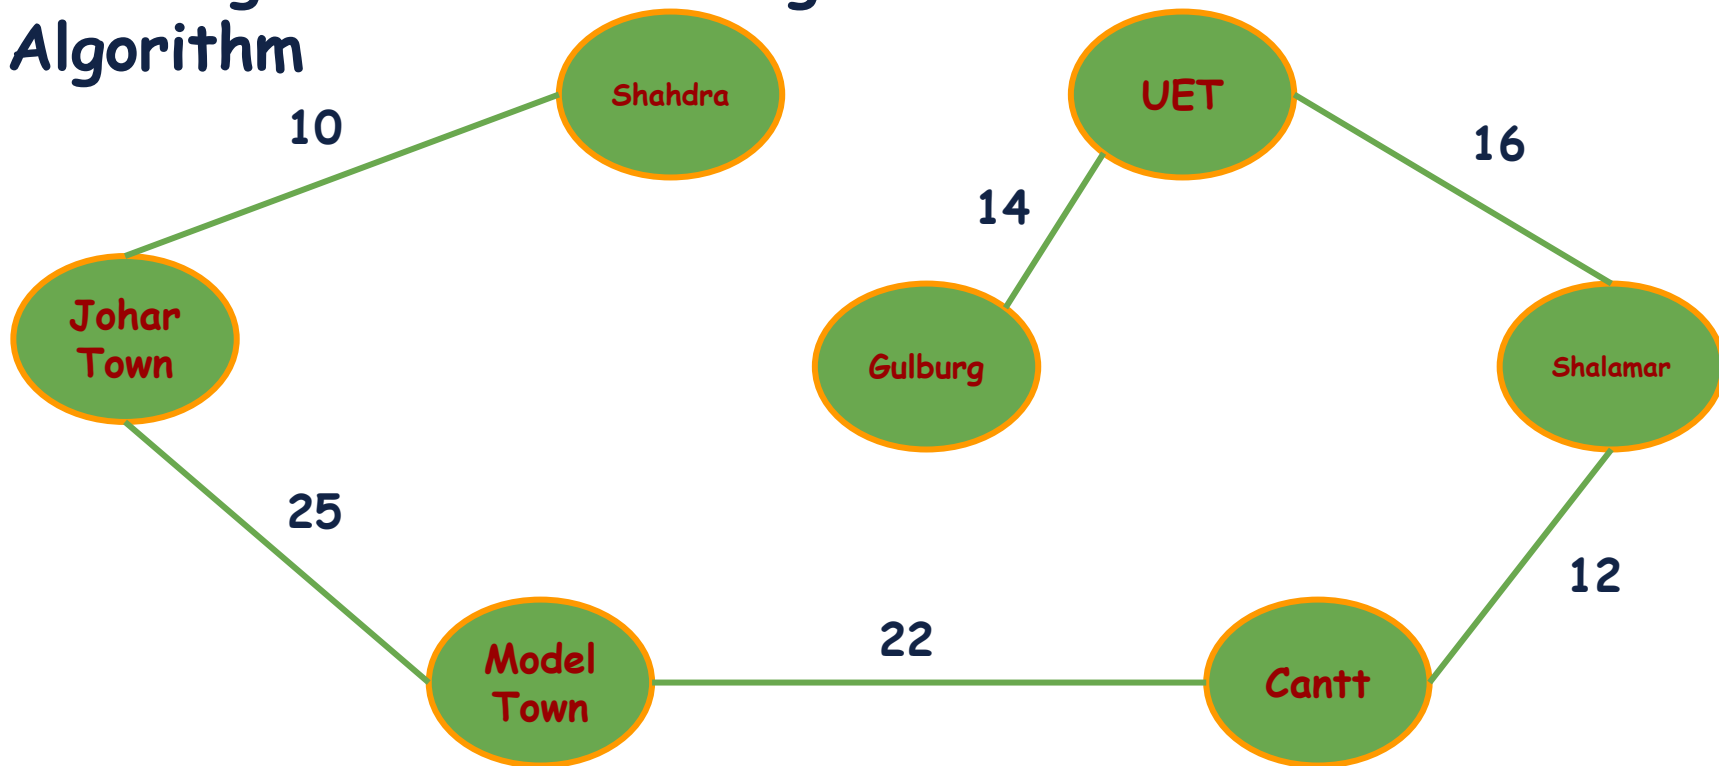 Algorithm
Shahdra
UET
10
16
14
Johar
Town
Gulburg
Shalamar
25
12
22
Model
Town
Cantt